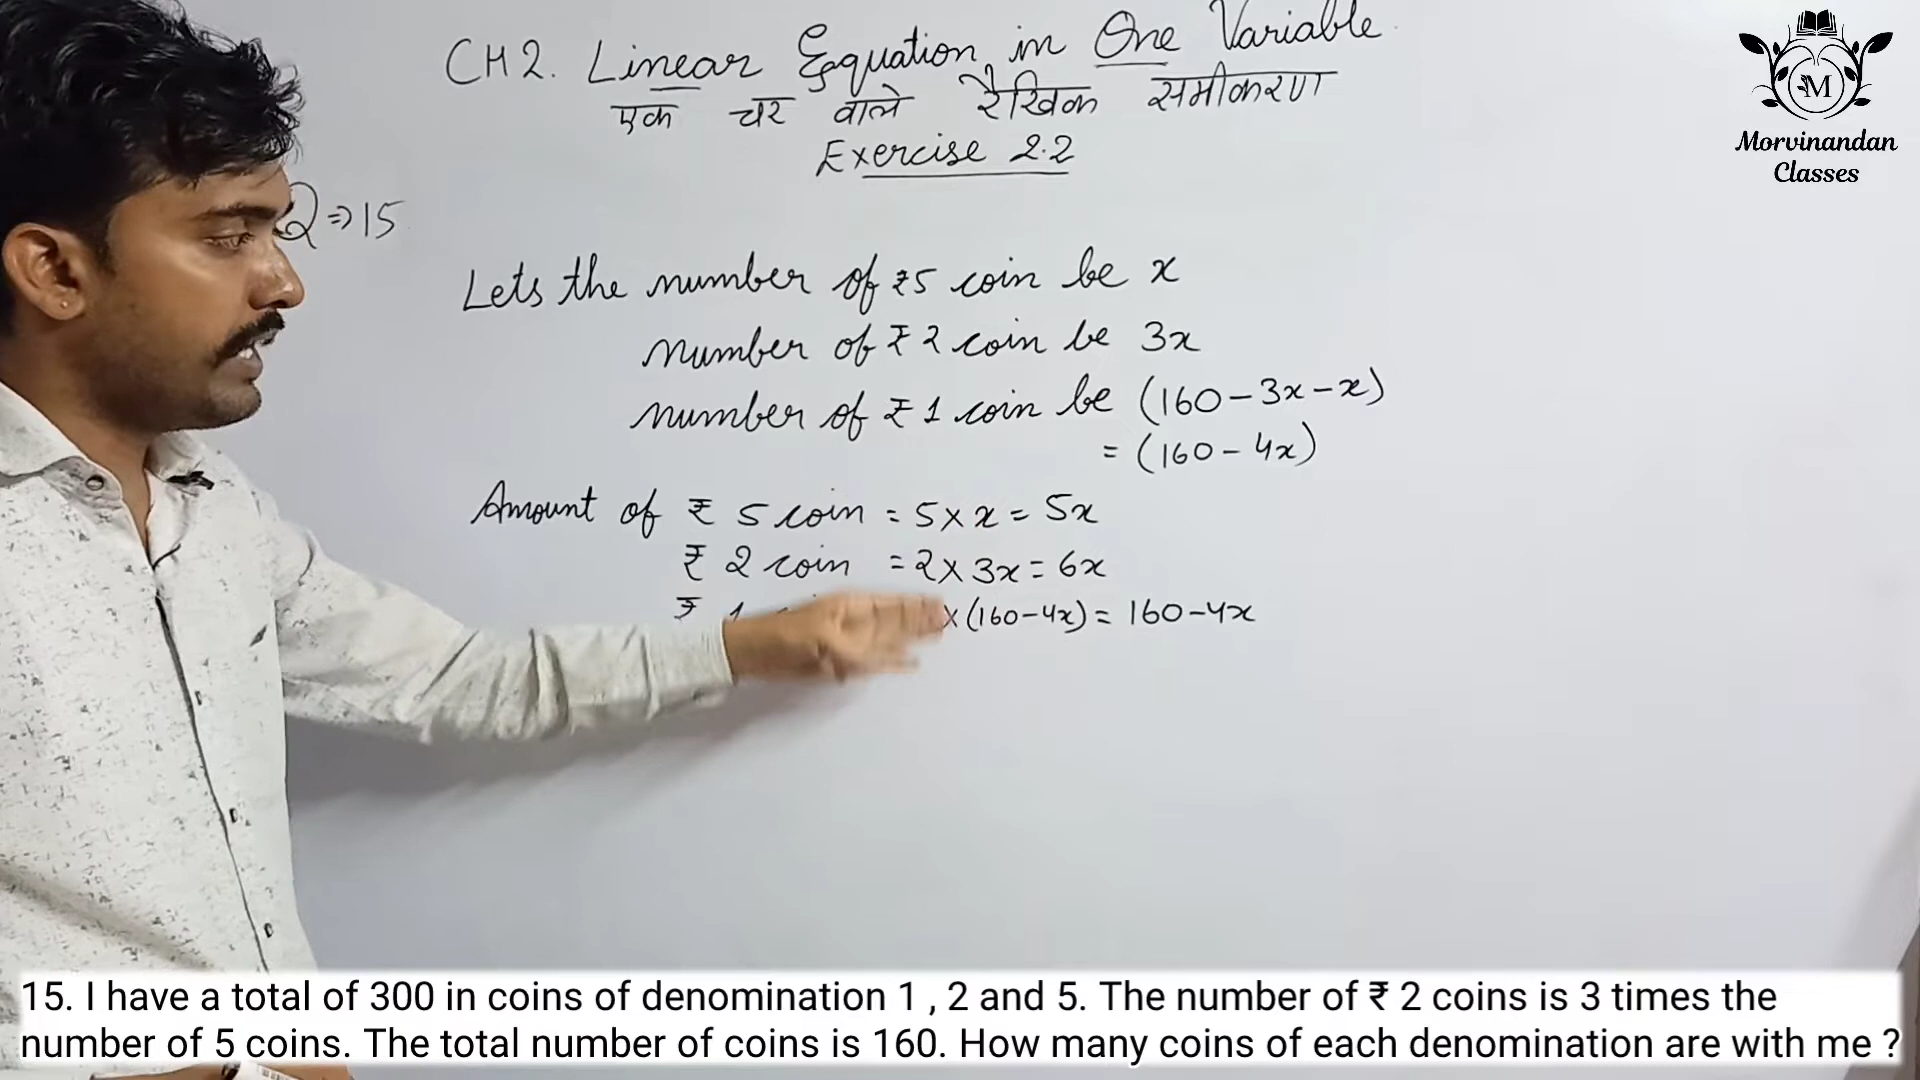 CH2. Linear Equation in One Variable
एक चर वाले रैखिक समीकरण
Exercise 2.2
Q⇒15
Lets the number of ₹5 coin be x
number of ₹2 coin be 3x
number of ₹1 coin be (160-3x-x)
= (160-4x)
Amount of ₹ 5 coin = 5×x = 5x
₹ 2 coin = 2×3x = 6x
₹ ×(160-4x) = 160-4x
M
Morvinandan
Classes
15. I have a total of 300 in coins of denomination 1 , 2 and 5. The number of ₹ 2 coins is 3 times the
number of 5 coins. The total number of coins is 160. How many coins of each denomination are with me ?